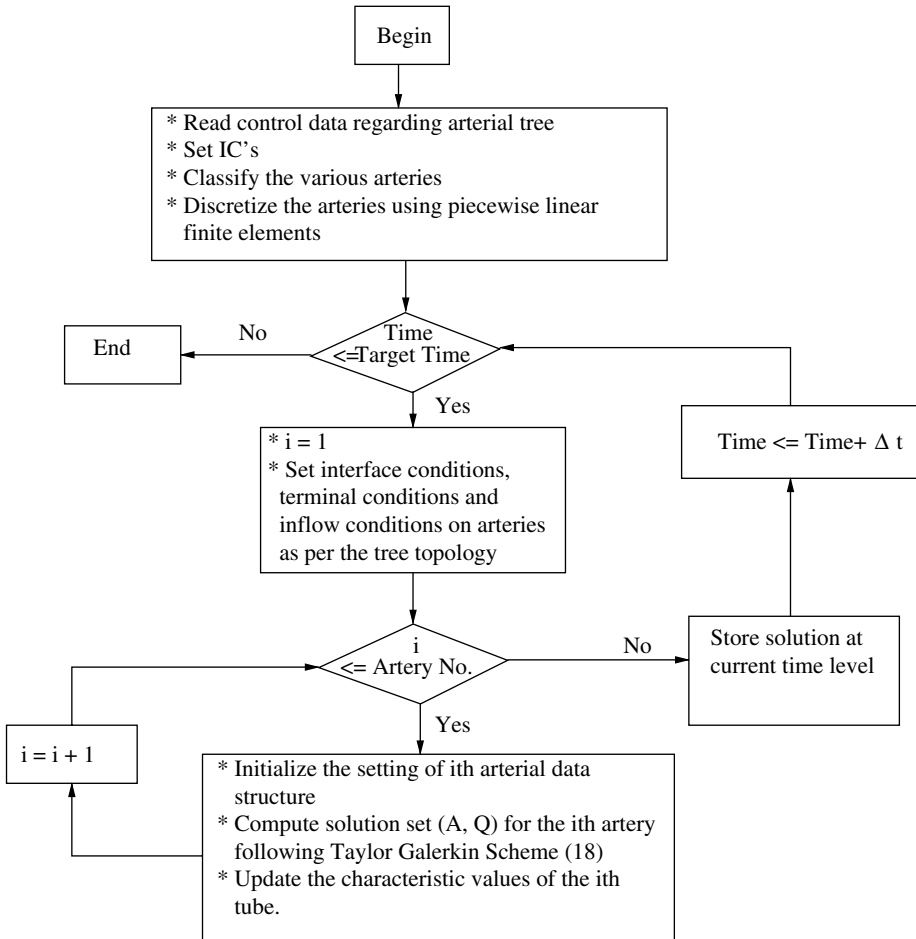 Begin
* Read control data regarding arterial tree
* Set IC's
* Classify the various arteries
* Discretize the arteries using piecewise linear
finite elements
Time
<=Target Time
No
End
Yes
* i = 1
* Set interface conditions,
terminal conditions and
inflow conditions on arteries
as per the tree topology
Time <= Time+ Δ t
i
<= Artery No.
No
Store solution at
current time level
Yes
i = i + 1
* Initialize the setting of ith arterial data
structure
* Compute solution set (A, Q) for the ith artery
following Taylor Galerkin Scheme (18)
* Update the characteristic values of the ith
tube.